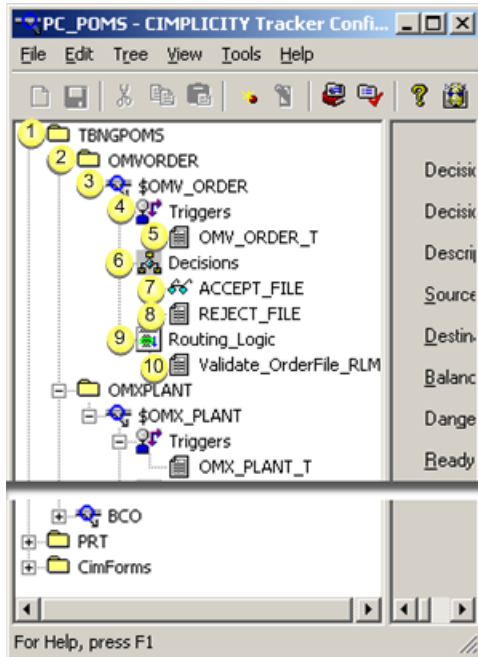 PC_POMS - CIMPLICITY Tracker Confi...
File Edit Tree View Tools Help
1 TBNGPOMS
2 OMVORDER
3 $OMV_ORDER
4 Triggers
5 OMV_ORDER_T
6 Decisions
7 ACCEPT_FILE
8 REJECT_FILE
9 Routing_Logic
10 Validate_OrderFile_RLM
OMXPLANT
$OMX_PLANT
Triggers
OMX_PLANT_T
BCO
PRT
CimForms
Decisio
Decisio
Descri
Source
Destin
Balanc
Dange
Ready
For Help, press F1